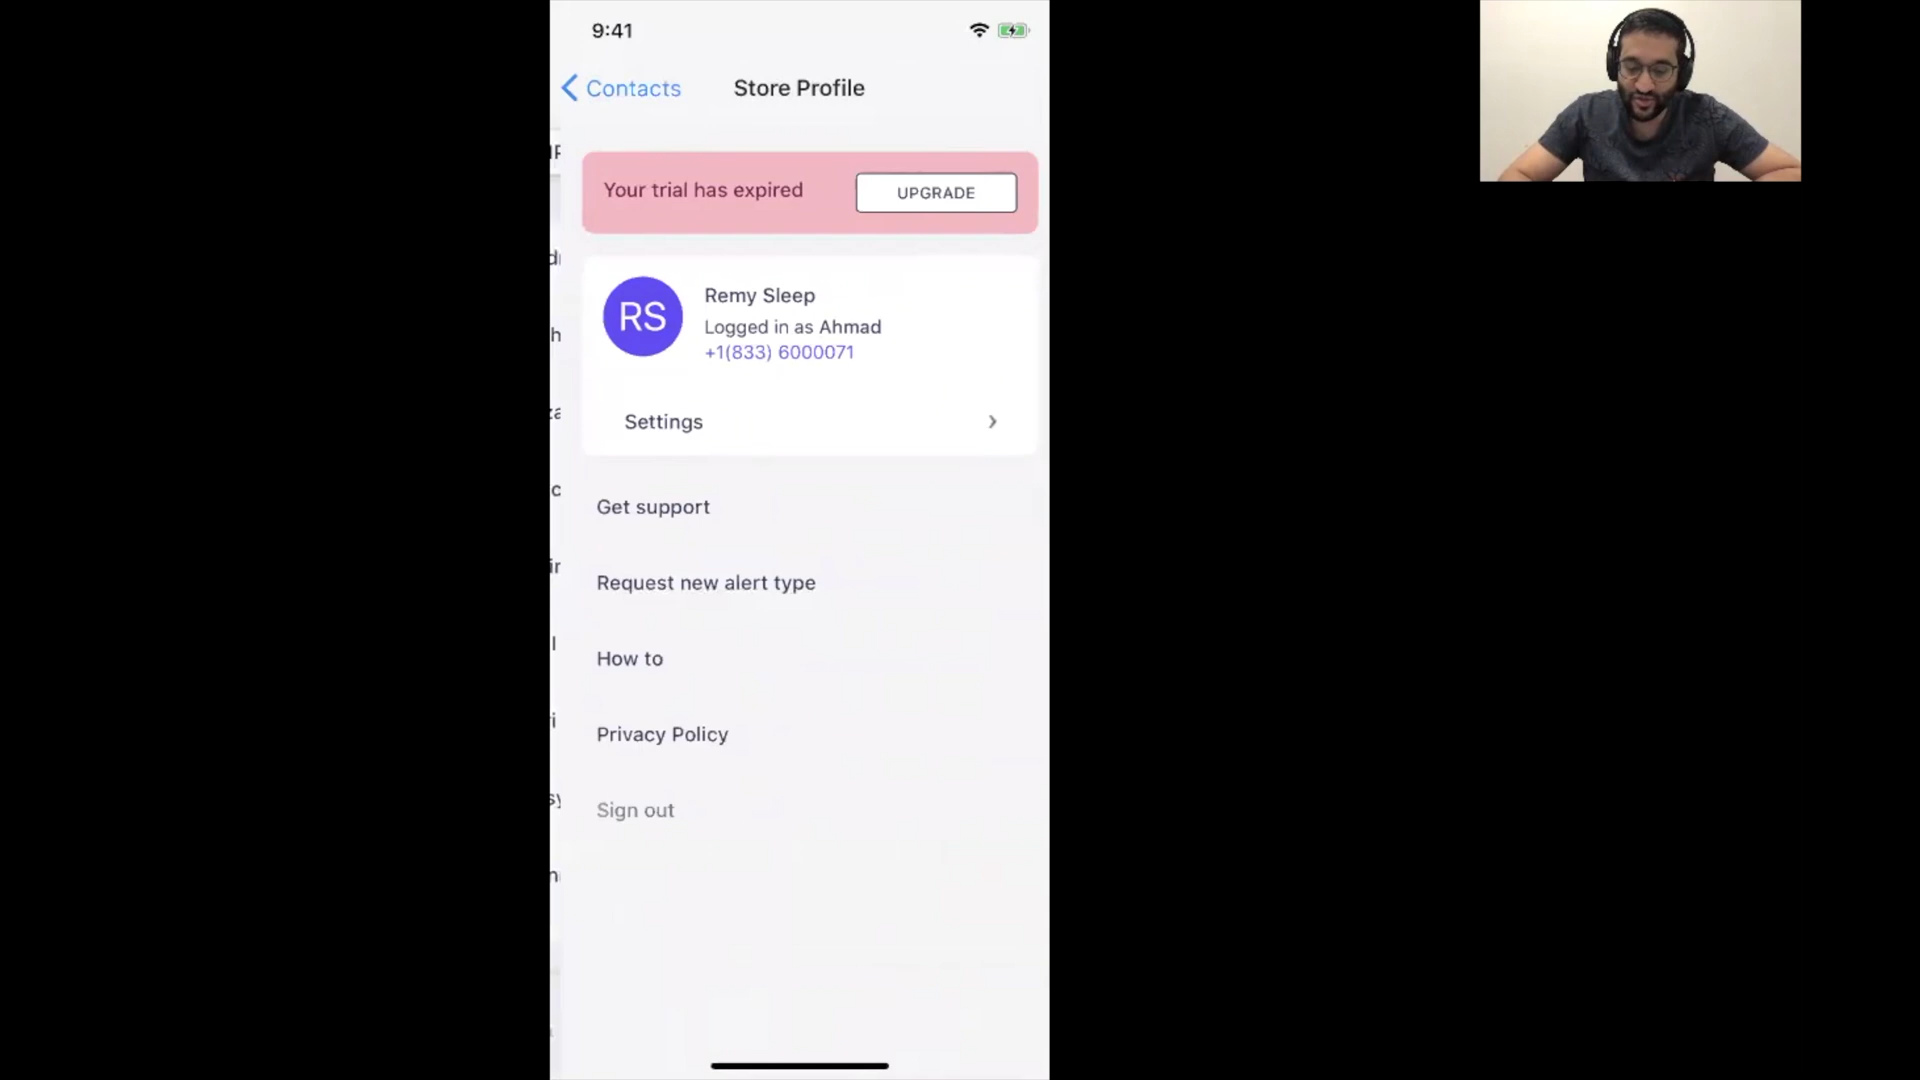 9:41
Contacts
Store Profile
Your trial has expired
UPGRADE
RS
Remy Sleep
Logged in as Ahmad
+1(833) 6000071
Settings
Get support
Request new alert type
How to
Privacy Policy
Sign out